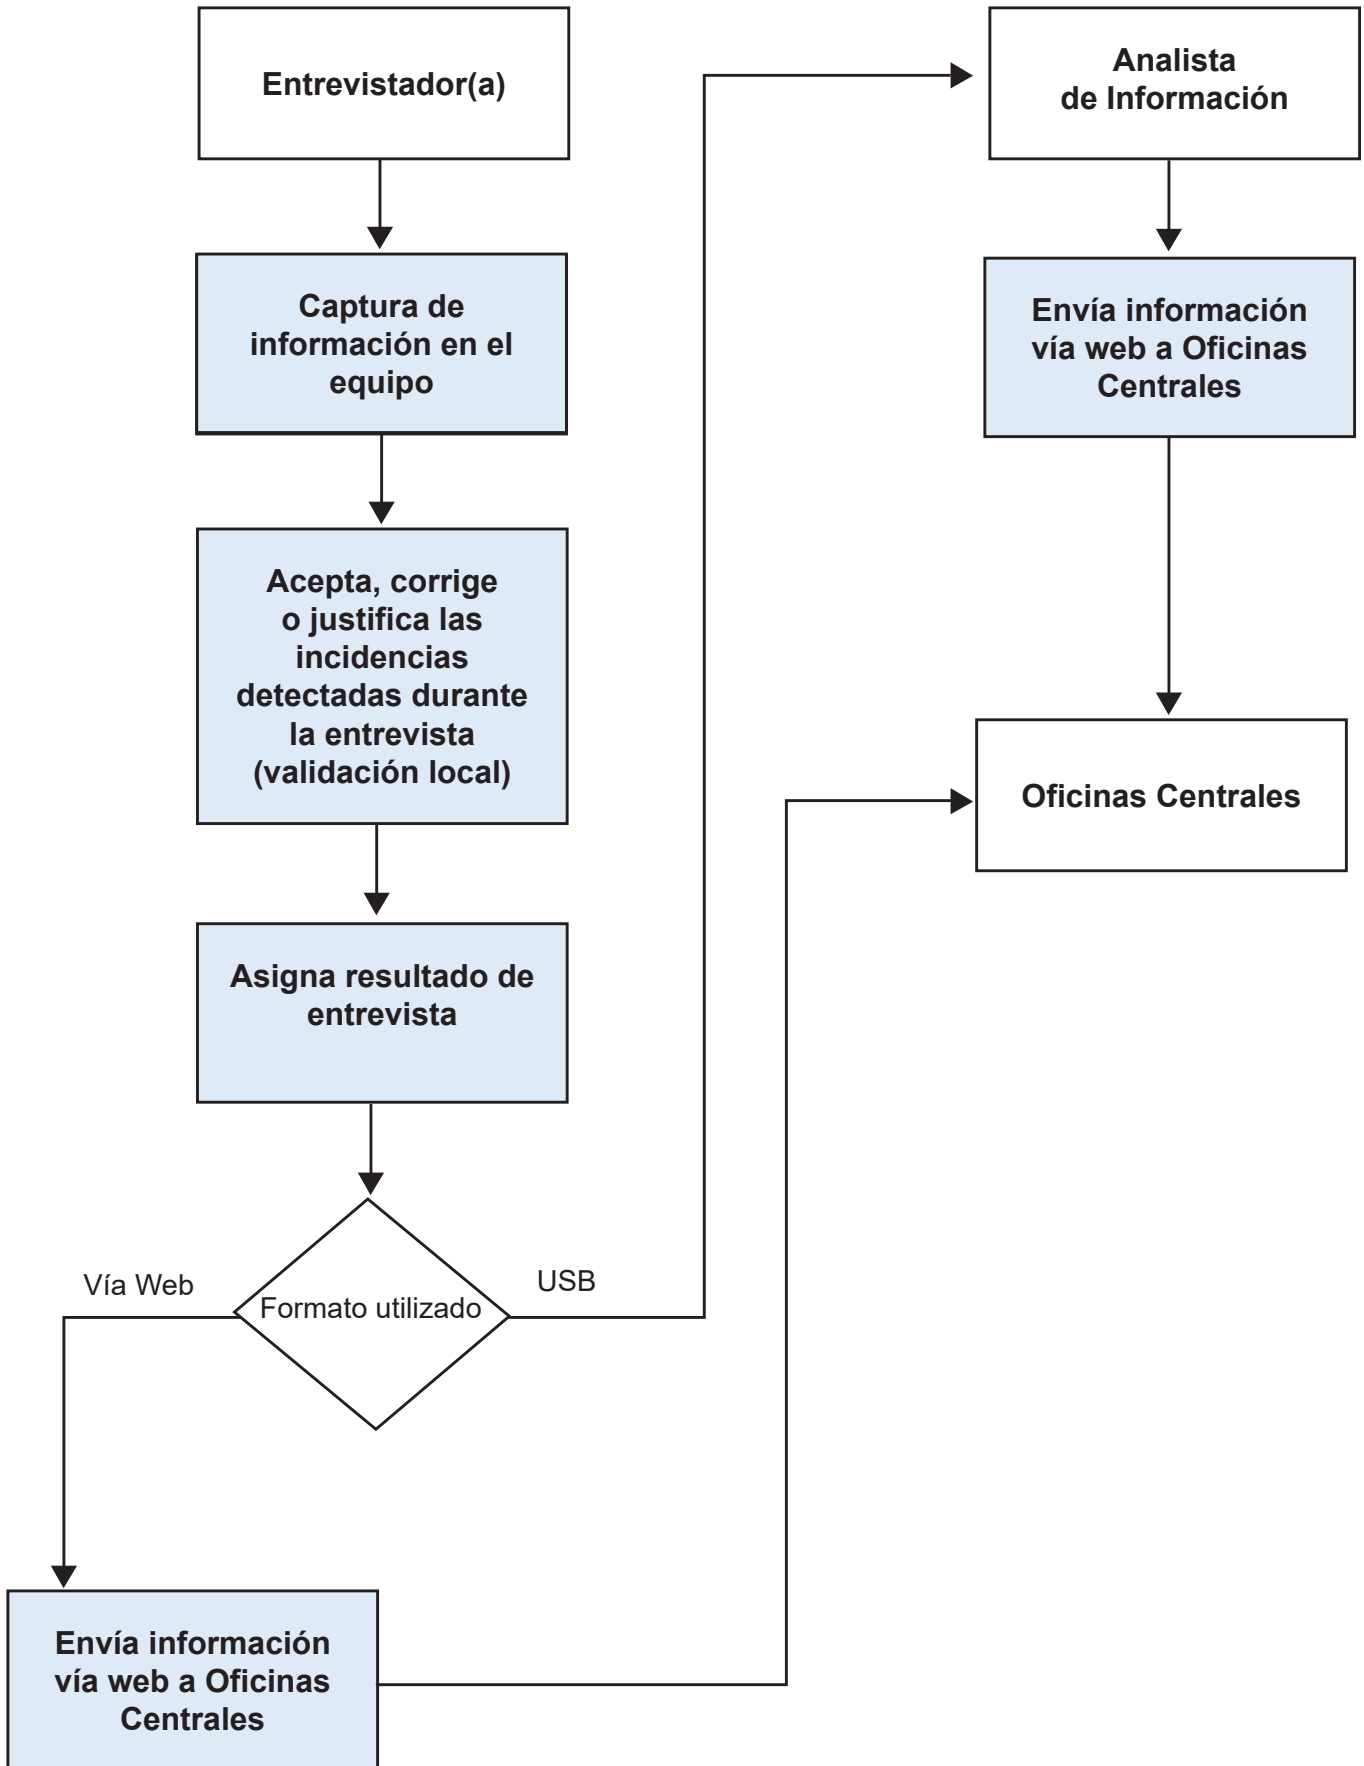 Entrevistador(a)
Captura de
información en el
equipo
Acepta, corrige
o justifica las
incidencias
detectadas durante
la entrevista
(validación local)
Asigna resultado de
entrevista
Formato utilizado
Vía Web
USB
Envía información
vía web a Oficinas
Centrales
Analista
de Información
Envía información
vía web a Oficinas
Centrales
Oficinas Centrales